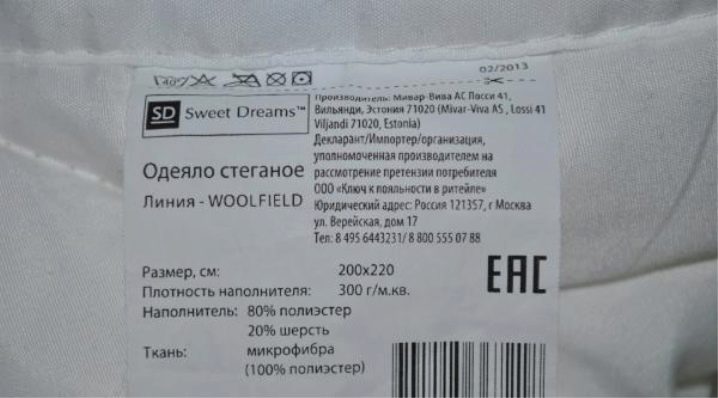 02/2013
40°
SD Sweet Dreams™
Производитель: Мивар-Вива АС Лосси 41,
Вильянди, Эстония 71020 (Mivar-Viva AS , Lossi 41
Viljandi 71020, Estonia)
Декларант/Импортер/организация,
уполномоченная производителем на
рассмотрение претензии потребителя
ООО «Ключ к лояльности в ритейле»
Юридический адрес: Россия 121357, г Москва
ул. Верейская, дом 17
Тел: 8 495 6443231/ 8 800 555 07 88
Одеяло стеганое
Линия - WOOLFIELD
Размер, см: 200x220
Плотность наполнителя: 300 г/м.кв.
Наполнитель: 80% полиэстер
20% шерсть
Ткань: микрофибра
(100% полиэстер)
EAC